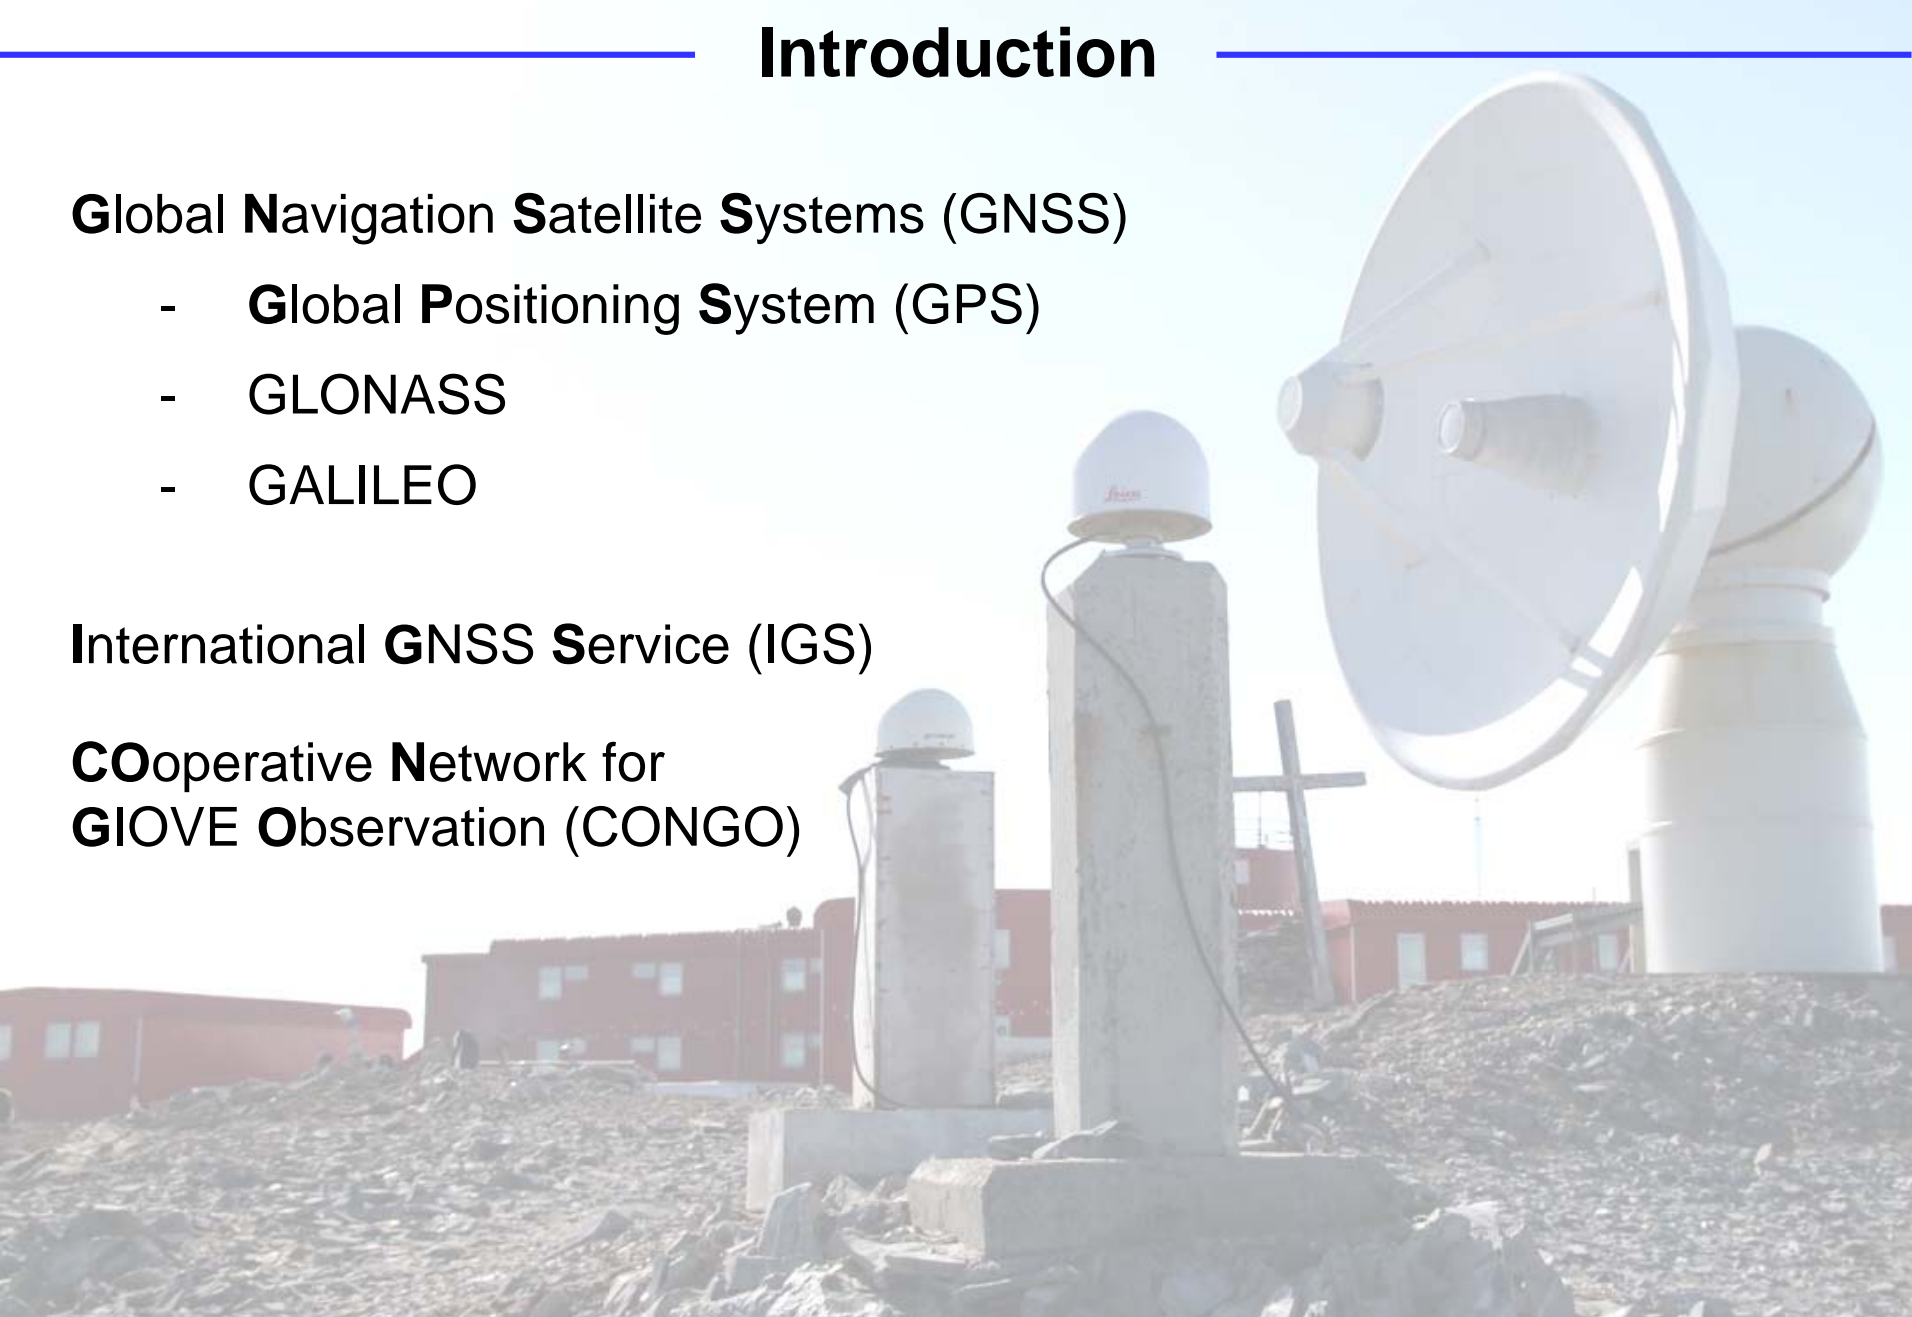 Introduction
Global Navigation Satellite Systems (GNSS)
- Global Positioning System (GPS)
- GLONASS
- GALILEO
International GNSS Service (IGS)
COoperative Network for
GIOVE Observation (CONGO)
Leica